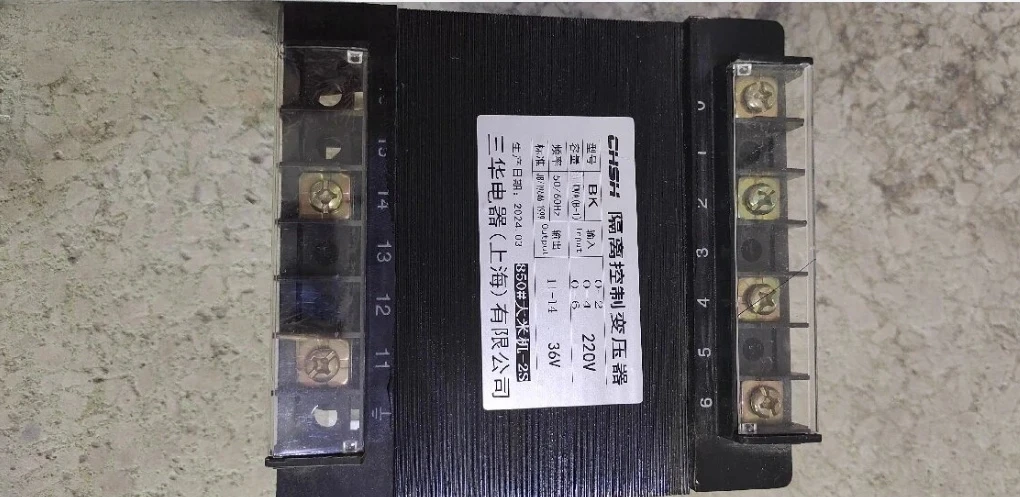 0
1
2
3
4
5
6
CHSH 隔离控制变压器
型号 BK 输入 0-2 220V
容量 Input 0-4
频率 50/60Hz 0-6
标准 输出 11-14 36V
Output
生产日期: 2024.03 850#大米机-2S
三华电器(上海)有限公司
15
14
13
12
11